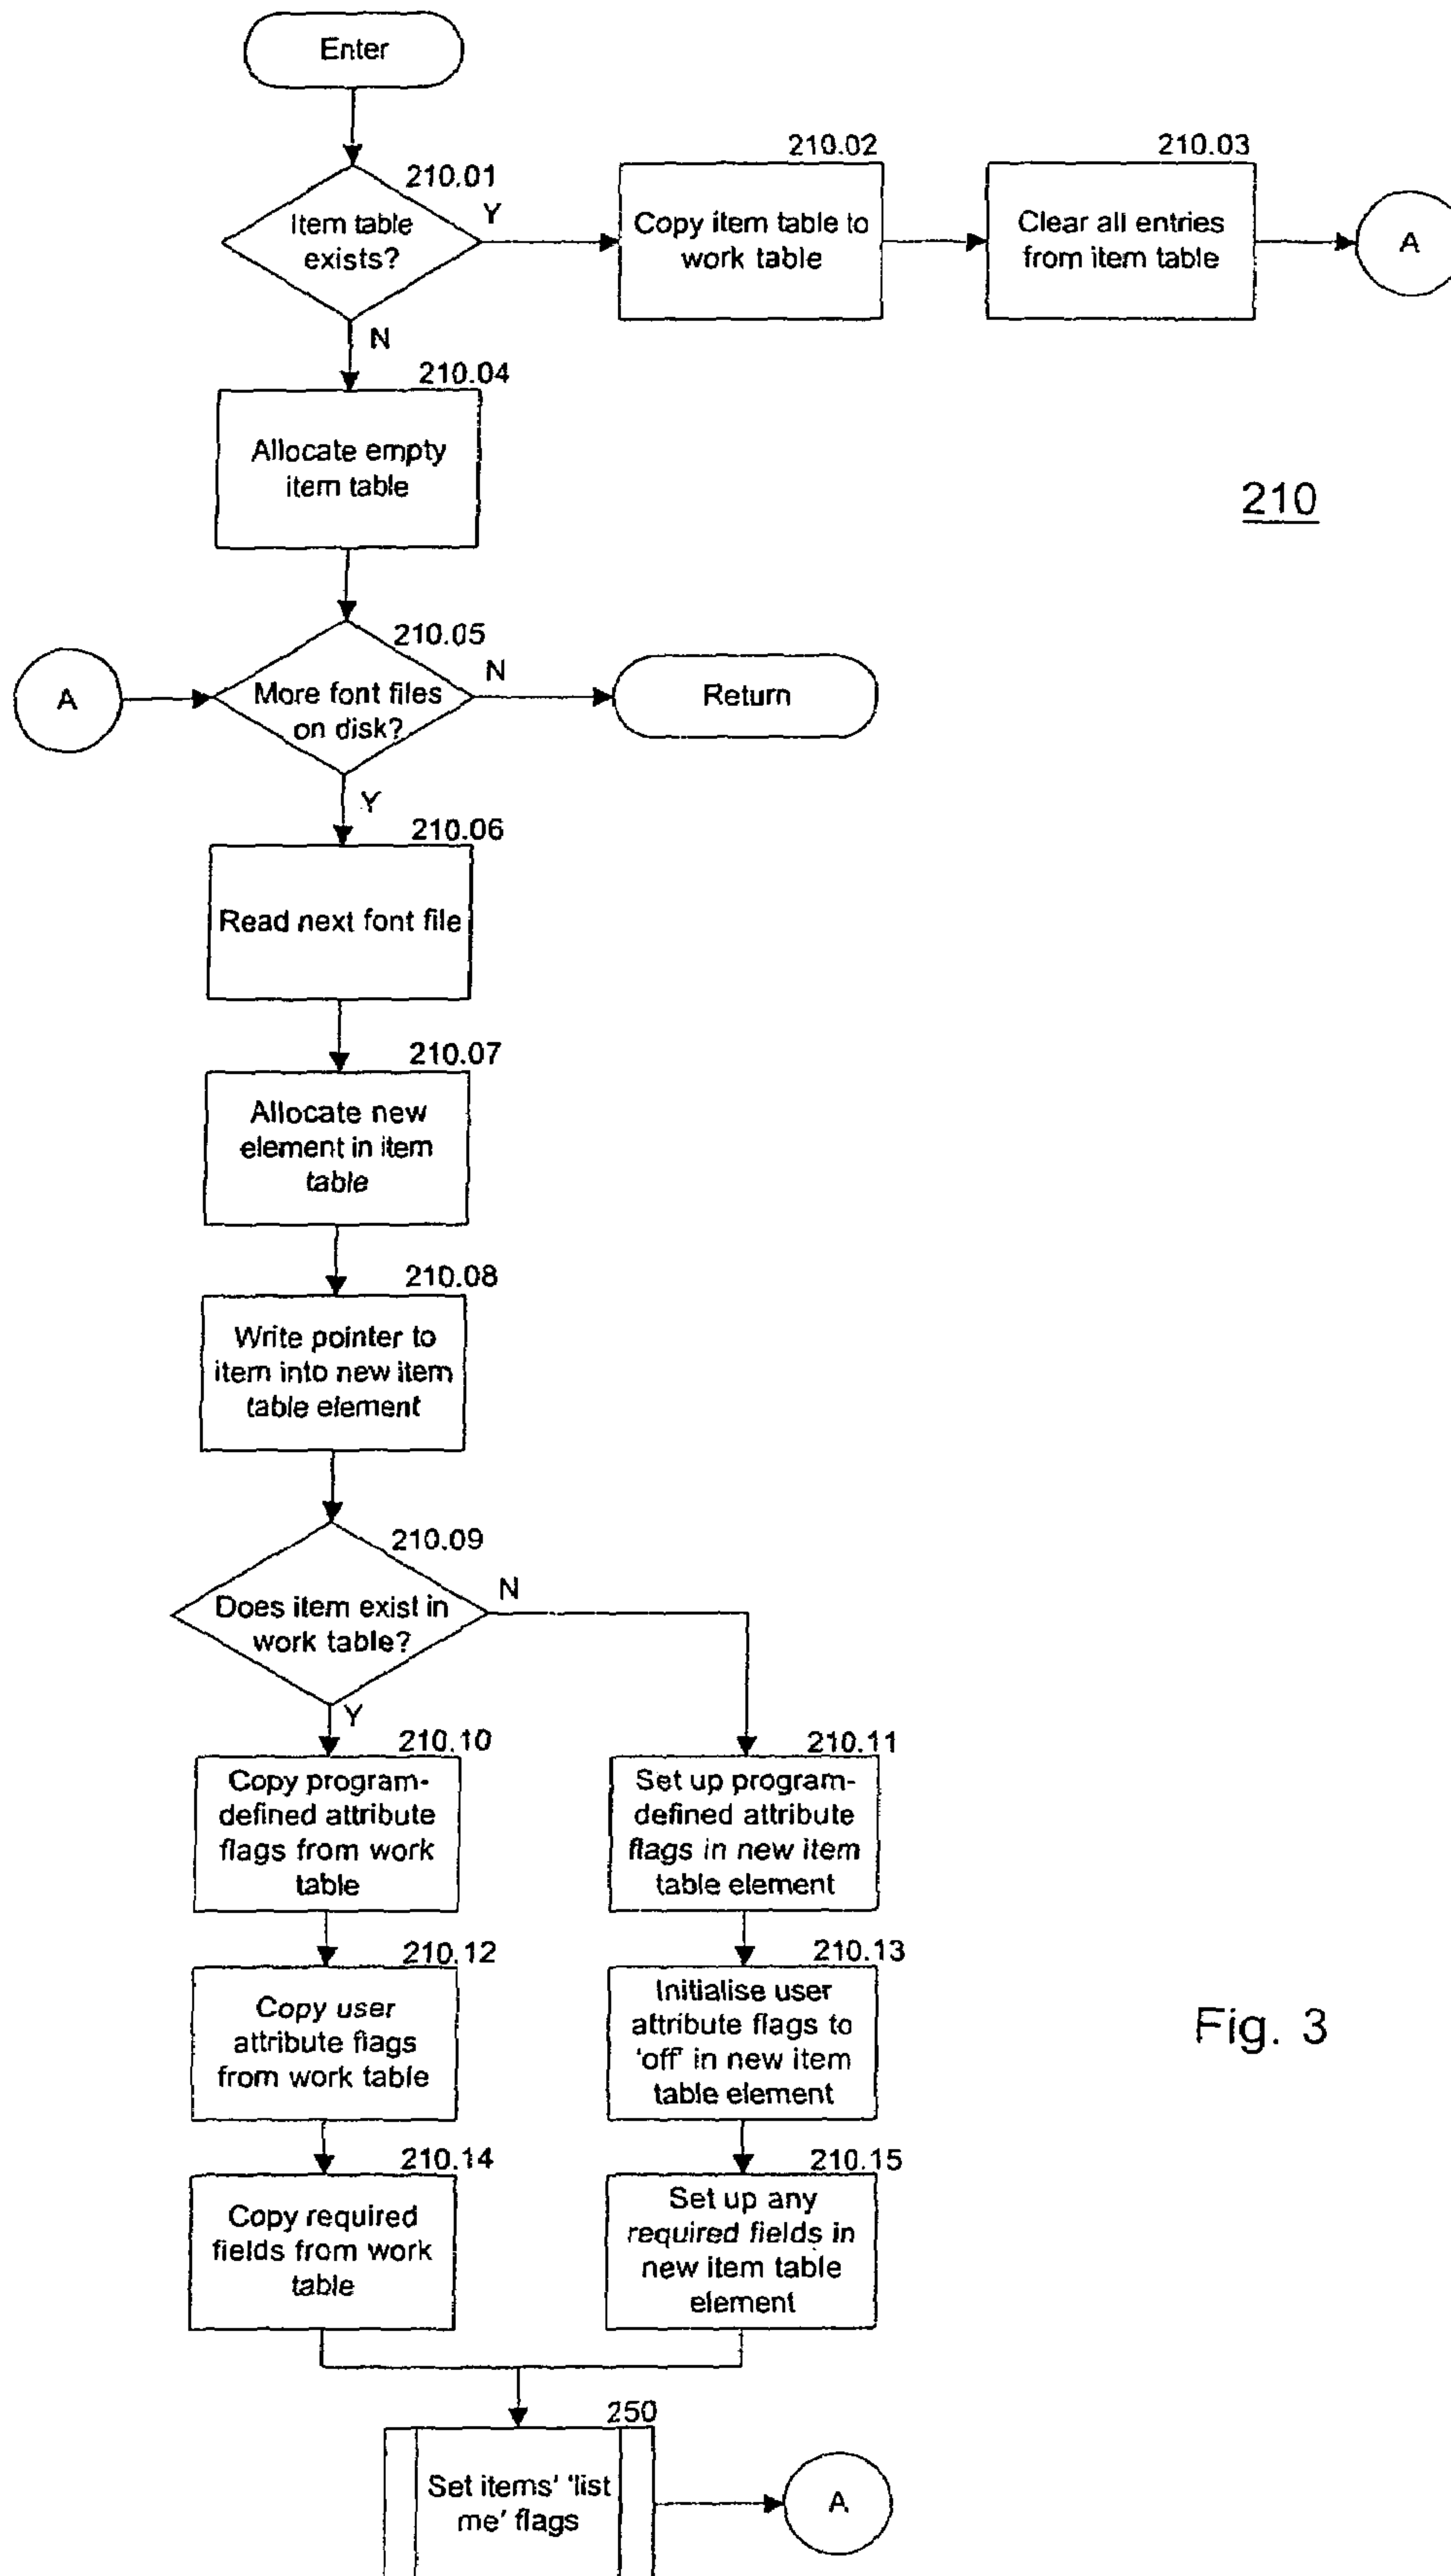 Enter
210.01
Item table
exists?
Y
N
210.02
Copy item table to
work table
210.03
Clear all entries
from item table
A
210.04
Allocate empty
item table
210
A
210.05
More font files
on disk?
N
Return
Y
210.06
Read next font file
210.07
Allocate new
element in item
table
210.08
Write pointer to
item into new item
table element
210.09
Does item exist in
work table?
N
Y
210.10
Copy program-
defined attribute
flags from work
table
210.11
Set up program-
defined attribute
flags in new item
table element
210.12
Copy user
attribute flags
from work table
210.13
Initialise user
attribute flags to
‘off’ in new item
table element
Fig. 3
210.14
Copy required
fields from work
table
210.15
Set up any
required fields in
new item table
element
250
Set items’ ‘list
me’ flags
A